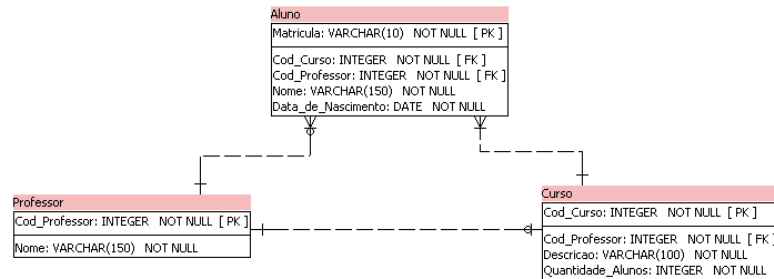 Aluno
Matricula: VARCHAR(10) NOT NULL [ PK ]
Cod_Curso: INTEGER NOT NULL [ FK ]
Cod_Professor: INTEGER NOT NULL [ FK ]
Nome: VARCHAR(150) NOT NULL
Data_de_Nascimento: DATE NOT NULL
Professor
Cod_Professor: INTEGER NOT NULL [ PK ]
Nome: VARCHAR(150) NOT NULL
Curso
Cod_Curso: INTEGER NOT NULL [ PK ]
Cod_Professor: INTEGER NOT NULL [ FK ]
Descricao: VARCHAR(100) NOT NULL
Quantidade_Alunos: INTEGER NOT NULL